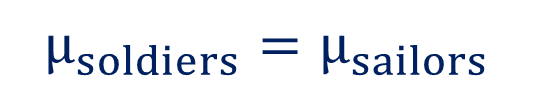 μsoldiers = μsailors